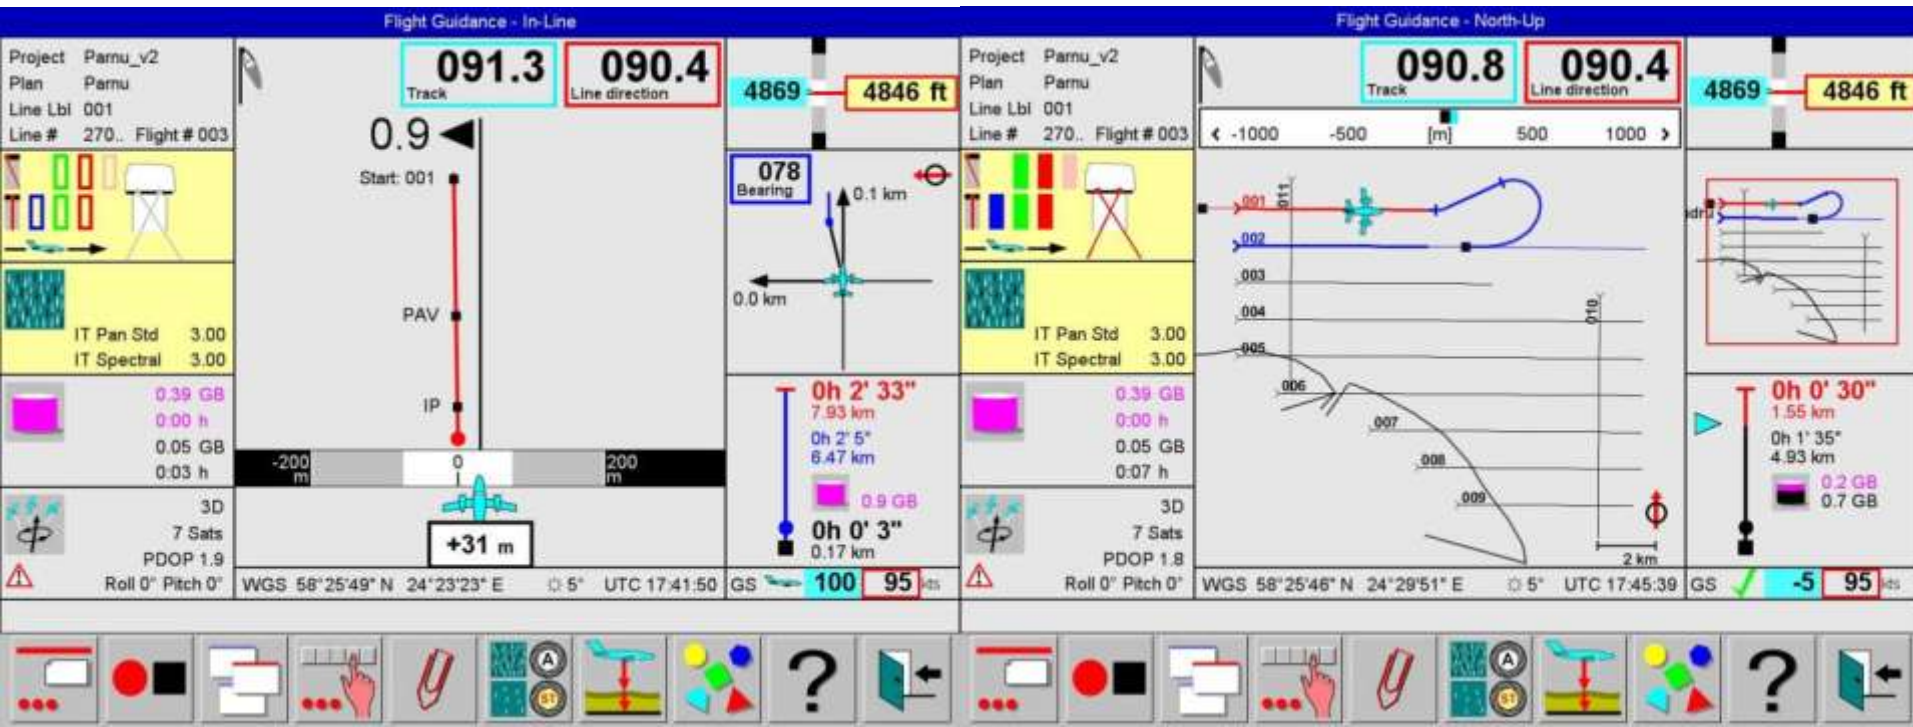 Flight Guidance - In-Line
Project Parnu_v2
Plan Parnu
Line Lbl 001
Line # 270.. Flight # 003
IT Pan Std 3.00
IT Spectral 3.00
0.39 GB
0:00 h
0.05 GB
0:03 h
3D
7 Sats
PDOP 1.9
Roll 0° Pitch 0°
091.3
Track
090.4
Line direction
0.9
Start: 001
PAV
IP
-200 m
0
200 m
+31 m
WGS 58°25'49" N 24°23'23" E 5° UTC 17:41:50
4869 4846 ft
078
Bearing
0.1 km
0.0 km
0h 2' 33"
7.93 km
0h 2' 5"
6.47 km
0.9 GB
0h 0' 3"
0.17 km
GS 100 95 kts
A
ST
?
Flight Guidance - North-Up
Project Parnu_v2
Plan Parnu
Line Lbl 001
Line # 270.. Flight # 003
IT Pan Std 3.00
IT Spectral 3.00
0.39 GB
0:00 h
0.05 GB
0:07 h
3D
7 Sats
PDOP 1.8
Roll 0° Pitch 0°
090.8
Track
090.4
Line direction
< -1000 -500 [m] 500 1000 >
011
001
002
003
004
010
005
006
007
008
009
2 km
WGS 58°25'46" N 24°29'51" E 5° UTC 17:45:39
4869 4846 ft
0h 0' 30"
1.55 km
0h 1' 35"
4.93 km
0.2 GB
0.7 GB
GS -5 95 kts
A
ST
?